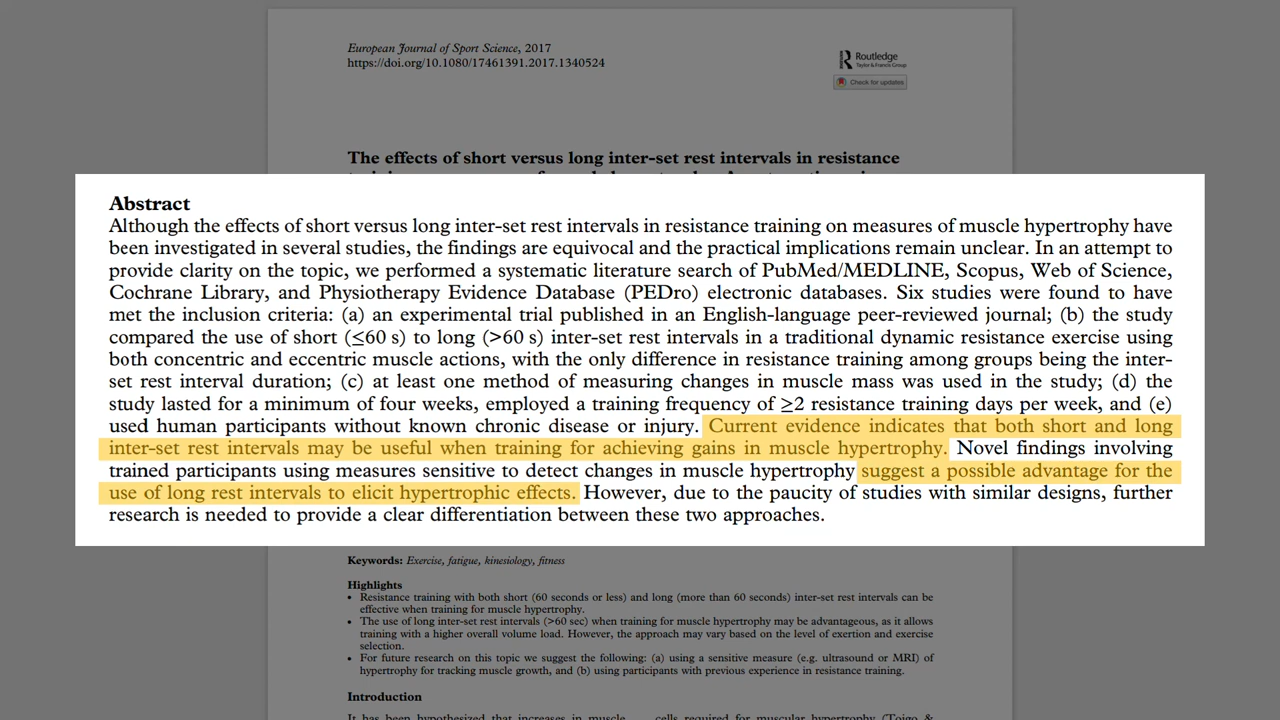 European Journal of Sport Science, 2017
https://doi.org/10.1080/17461391.2017.1340524
Routledge
Taylor & Francis Group
Check for updates
The effects of short versus long inter-set rest intervals in resistance
Abstract
Although the effects of short versus long inter-set rest intervals in resistance training on measures of muscle hypertrophy have
been investigated in several studies, the findings are equivocal and the practical implications remain unclear. In an attempt to
provide clarity on the topic, we performed a systematic literature search of PubMed/MEDLINE, Scopus, Web of Science,
Cochrane Library, and Physiotherapy Evidence Database (PEDro) electronic databases. Six studies were found to have
met the inclusion criteria: (a) an experimental trial published in an English-language peer-reviewed journal; (b) the study
compared the use of short (≤60 s) to long (>60 s) inter-set rest intervals in a traditional dynamic resistance exercise using
both concentric and eccentric muscle actions, with the only difference in resistance training among groups being the inter-
set rest interval duration; (c) at least one method of measuring changes in muscle mass was used in the study; (d) the
study lasted for a minimum of four weeks, employed a training frequency of ≥2 resistance training days per week, and (e)
used human participants without known chronic disease or injury. Current evidence indicates that both short and long
inter-set rest intervals may be useful when training for achieving gains in muscle hypertrophy. Novel findings involving
trained participants using measures sensitive to detect changes in muscle hypertrophy suggest a possible advantage for the
use of long rest intervals to elicit hypertrophic effects. However, due to the paucity of studies with similar designs, further
research is needed to provide a clear differentiation between these two approaches.
Keywords: Exercise, fatigue, kinesiology, fitness
Highlights
• Resistance training with both short (60 seconds or less) and long (more than 60 seconds) inter-set rest intervals can be
effective when training for muscle hypertrophy.
• The use of long inter-set rest intervals (>60 sec) when training for muscle hypertrophy may be advantageous, as it allows
training with a higher overall volume load. However, the approach may vary based on the level of exertion and exercise
selection.
• For future research on this topic we suggest the following: (a) using a sensitive measure (e.g. ultrasound or MRI) of
hypertrophy for tracking muscle growth, and (b) using participants with previous experience in resistance training.
Introduction
It has been hypothesized that increases in muscle
cells required for muscular hypertrophy (Toigo &